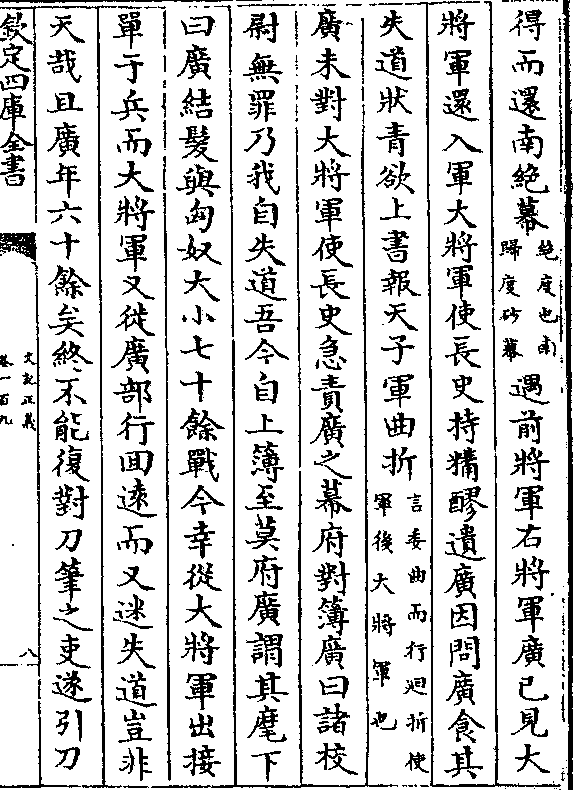 得而還南絶幕絶度也南歸度砂幕遇前將軍右將軍廣已見大
將軍還入軍大將軍使長史持糒醪遺廣因問廣食其
失道狀青欲上書報天子軍曲折言委曲而行迴折使軍後大將軍也
廣未對大將軍使長史急責廣之幕府對簿廣曰諸校
尉無罪乃我自失道吾今自上簿至莫府廣謂其麾下
曰廣結髮與匈奴大小七十餘戰今幸從大將軍出接
單于兵而大將軍又徙廣部行囬逺而又迷失道豈非
天哉且廣年六十餘矣終不能復對刀筆之吏遂引刀
欽定四庫全書
史記正義
卷一百九
八